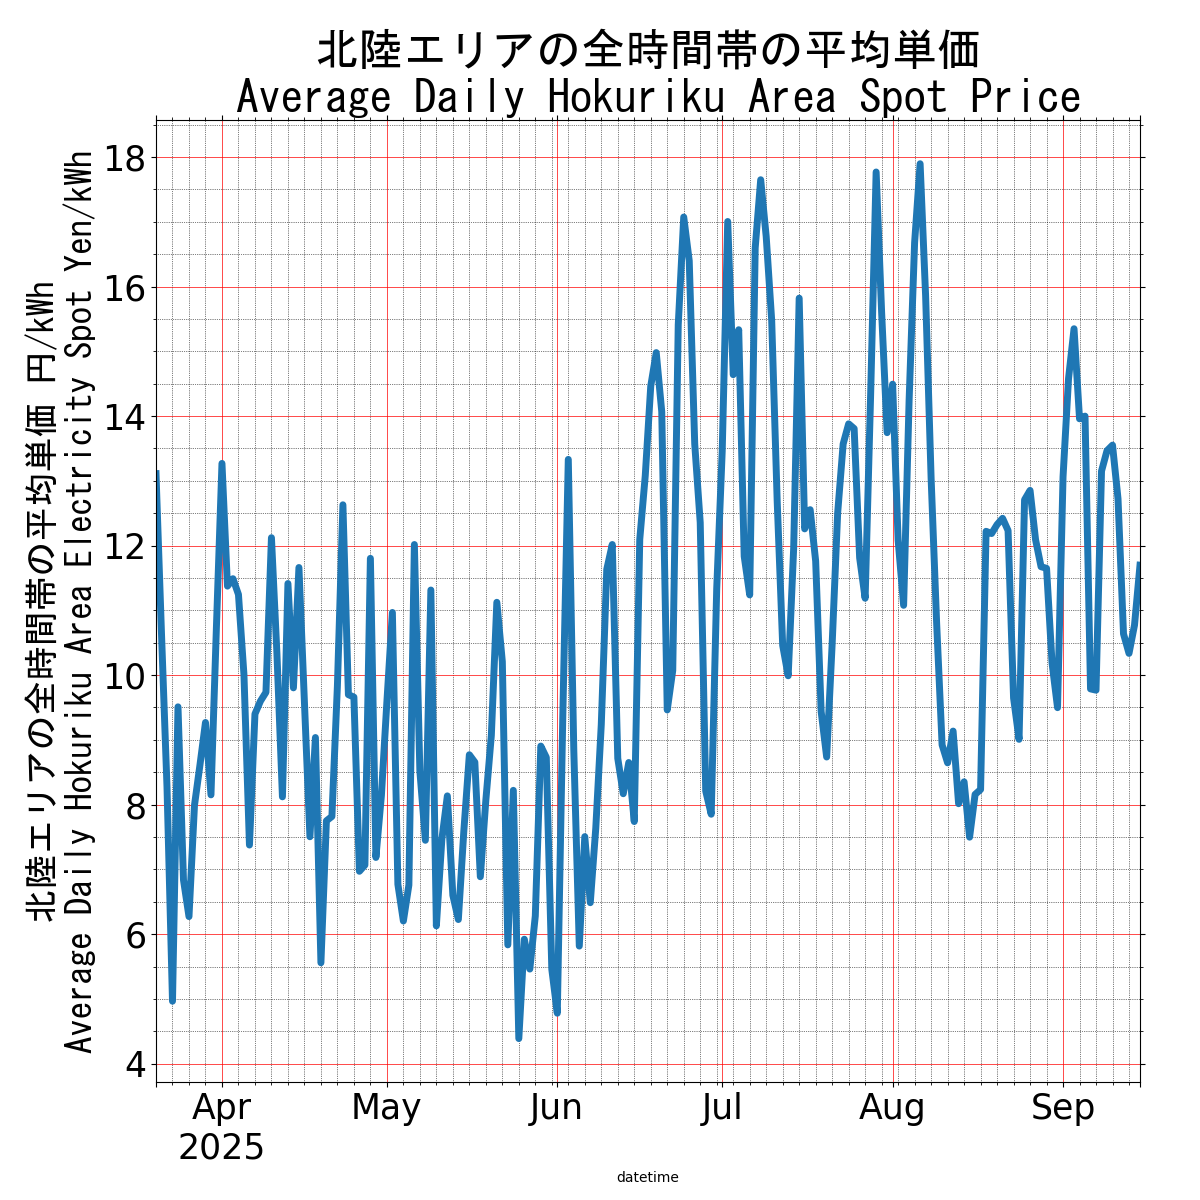 北陸エリアの全時間帯の平均単価
Average Daily Hokuriku Area Spot Price
北陸エリアの全時間帯の平均単価 円/kWh
Average Daily Hokuriku Area Electricity Spot Yen/kWh
18
16
14
12
10
8
6
4
Apr
2025
May
Jun
Jul
Aug
Sep
datetime